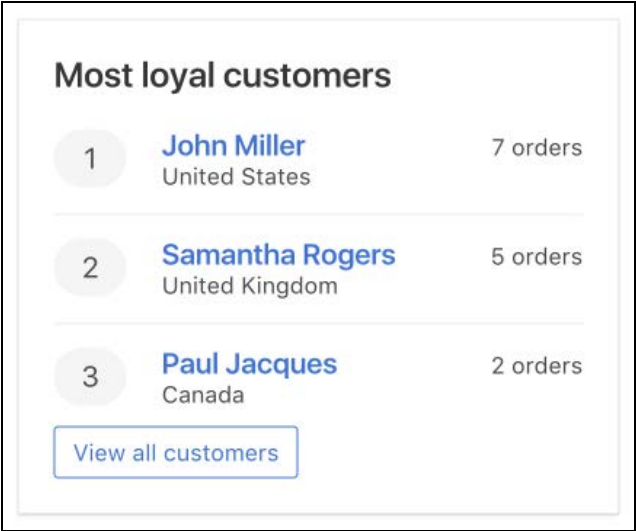 Most loyal customers
1 John Miller 7 orders
United States
2 Samantha Rogers 5 orders
United Kingdom
3 Paul Jacques 2 orders
Canada
View all customers